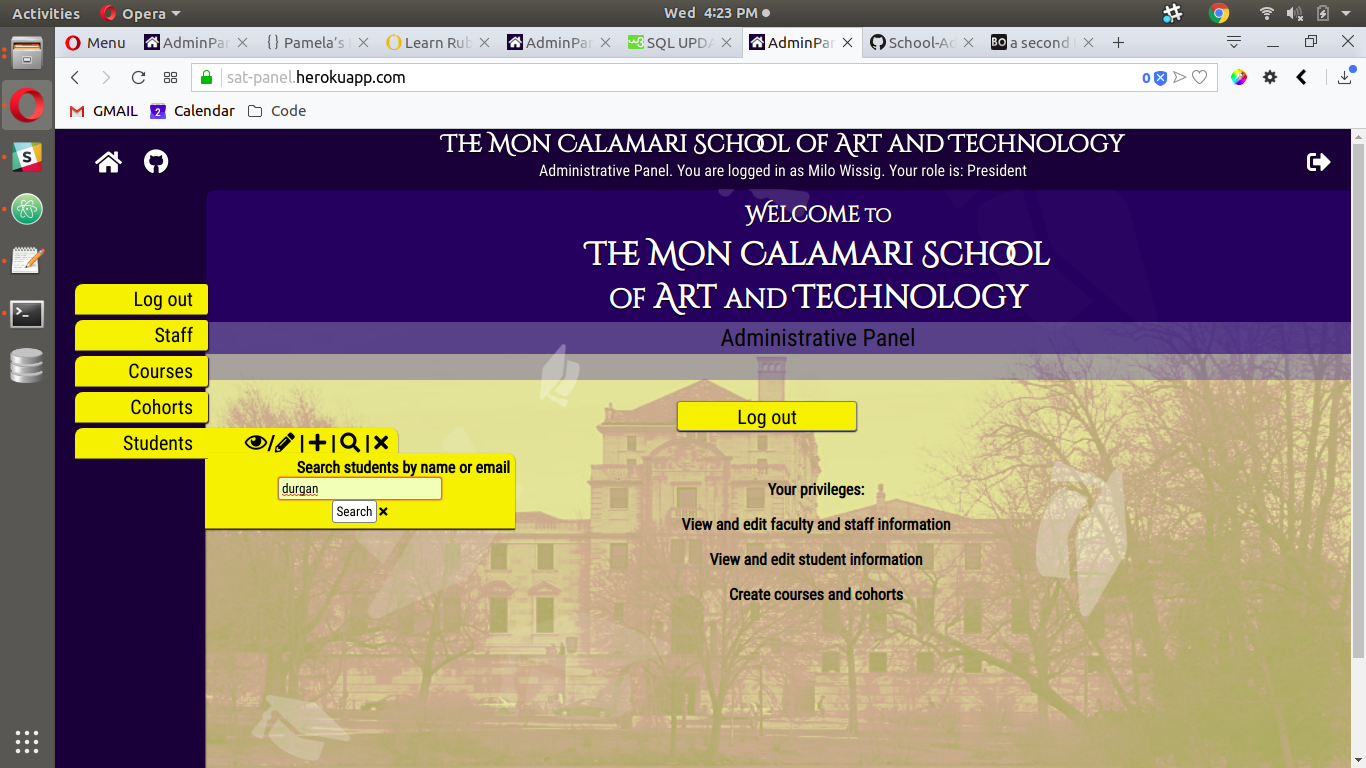 Activities Opera Wed 4:23 PM
Menu AdminPar Pamela's Learn Rub AdminPar SQL UPDA AdminPar School-Ad a second
sat-panel.herokuapp.com 0
GMAIL 2 Calendar Code
The Mon Calamari School of Art and Technology
Administrative Panel. You are logged in as Milo Wissig. Your role is: President
Welcome to
The Mon Calamari School
of Art and Technology
Administrative Panel
Log out
Staff
Courses
Cohorts
Students / | | |
Search students by name or email
durgan
Search
Log out
Your privileges:
View and edit faculty and staff information
View and edit student information
Create courses and cohorts